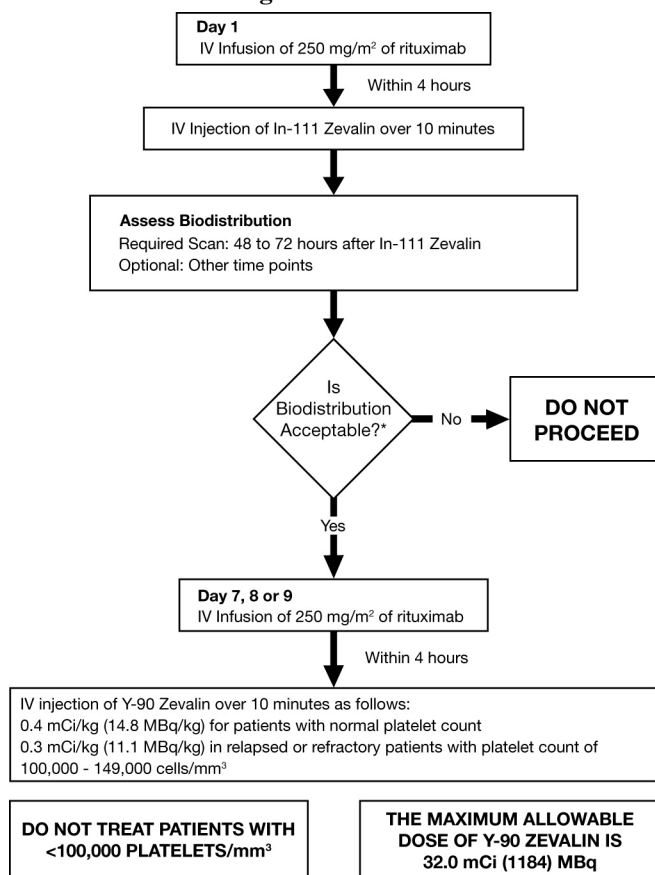 Day 1
IV Infusion of 250 mg/m² of rituximab
Within 4 hours
IV Injection of In-111 Zevalin over 10 minutes
Assess Biodistribution
Required Scan: 48 to 72 hours after In-111 Zevalin
Optional: Other time points
Is
Biodistribution
Acceptable?*
No
DO NOT
PROCEED
Yes
Day 7, 8 or 9
IV Infusion of 250 mg/m² of rituximab
Within 4 hours
IV injection of Y-90 Zevalin over 10 minutes as follows:
0.4 mCi/kg (14.8 MBq/kg) for patients with normal platelet count
0.3 mCi/kg (11.1 MBq/kg) in relapsed or refractory patients with platelet count of
100,000 - 149,000 cells/mm³
DO NOT TREAT PATIENTS WITH
<100,000 PLATELETS/mm³
THE MAXIMUM ALLOWABLE
DOSE OF Y-90 ZEVALIN IS
32.0 mCi (1184) MBq